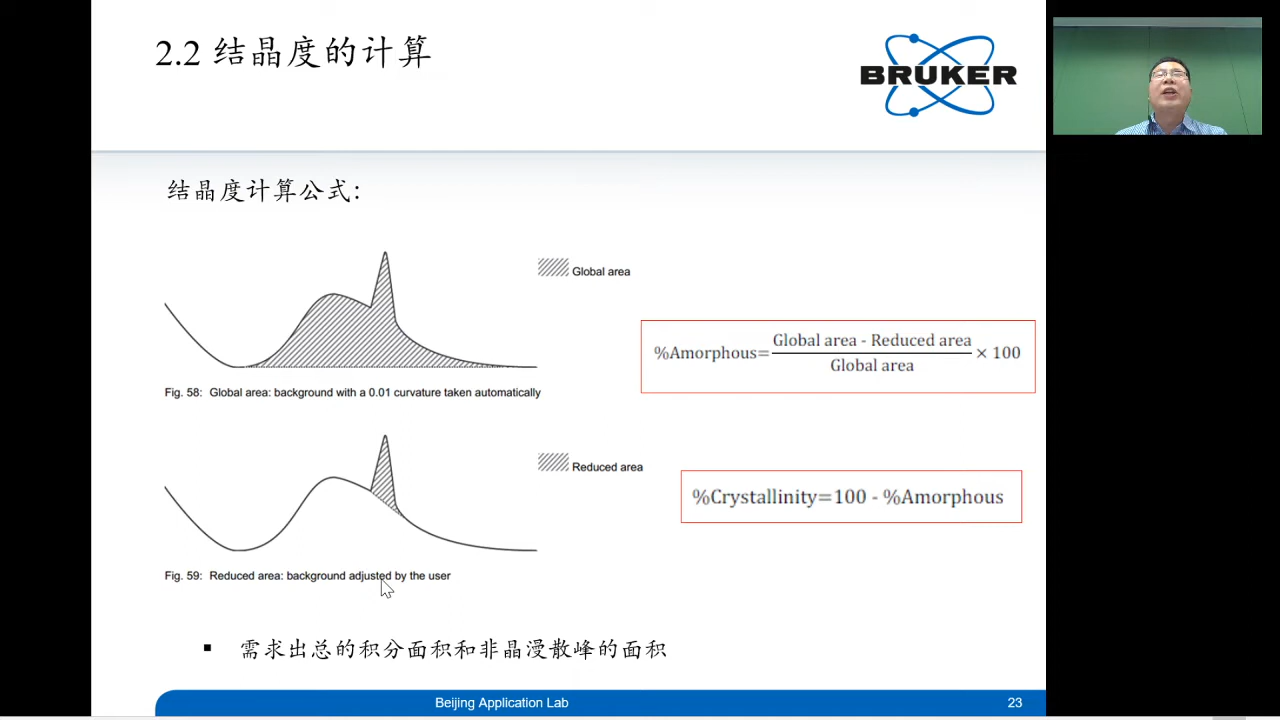 2.2 结晶度的计算
BRUKER
结晶度计算公式:
Global area
%Amorphous= Global area - Reduced area / Global area × 100
Fig. 58: Global area: background with a 0.01 curvature taken automatically
Reduced area
%Crystallinity=100 - %Amorphous
Fig. 59: Reduced area: background adjusted by the user
▪ 需求出总的积分面积和非晶浸散峰的面积
Beijing Application Lab
23